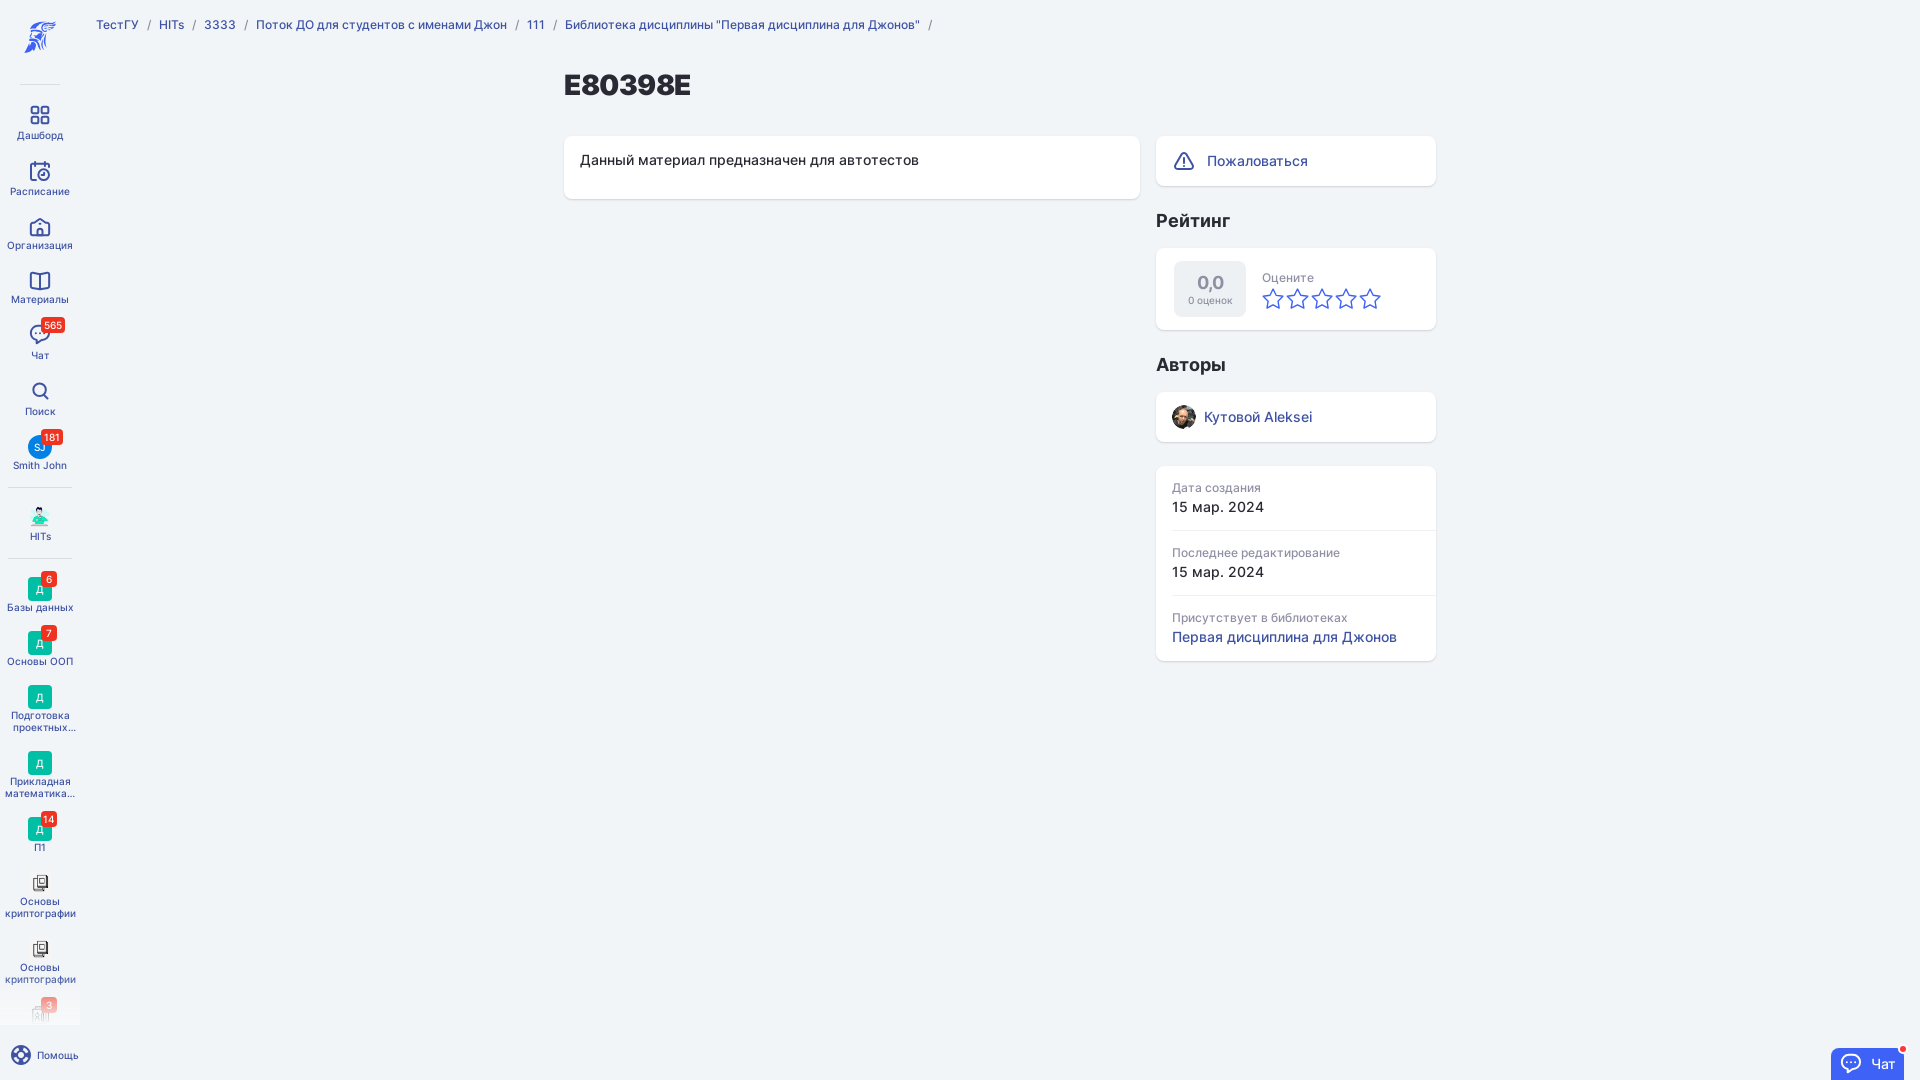 ТестГУ / HITs / 3333 / Поток ДО для студентов с именами Джон / 111 / Библиотека дисциплины "Первая дисциплина для Джонов" /
E80398E
Данный материал предназначен для автотестов
Пожаловаться
Рейтинг
0,0
0 оценок
Оцените
Авторы
Кутовой Aleksei
Дата создания
15 мар. 2024
Последнее редактирование
15 мар. 2024
Присутствует в библиотеках
Первая дисциплина для Джонов
Дашборд
Расписание
Организация
Материалы
565
Чат
Поиск
181
SJ
Smith John
HITs
6
Д
Базы данных
7
Д
Основы ООП
Д
Подготовка
проектных...
Д
Прикладная
математика...
14
Д
П1
Основы
криптографии
Основы
криптографии
3
Помощь
Чат